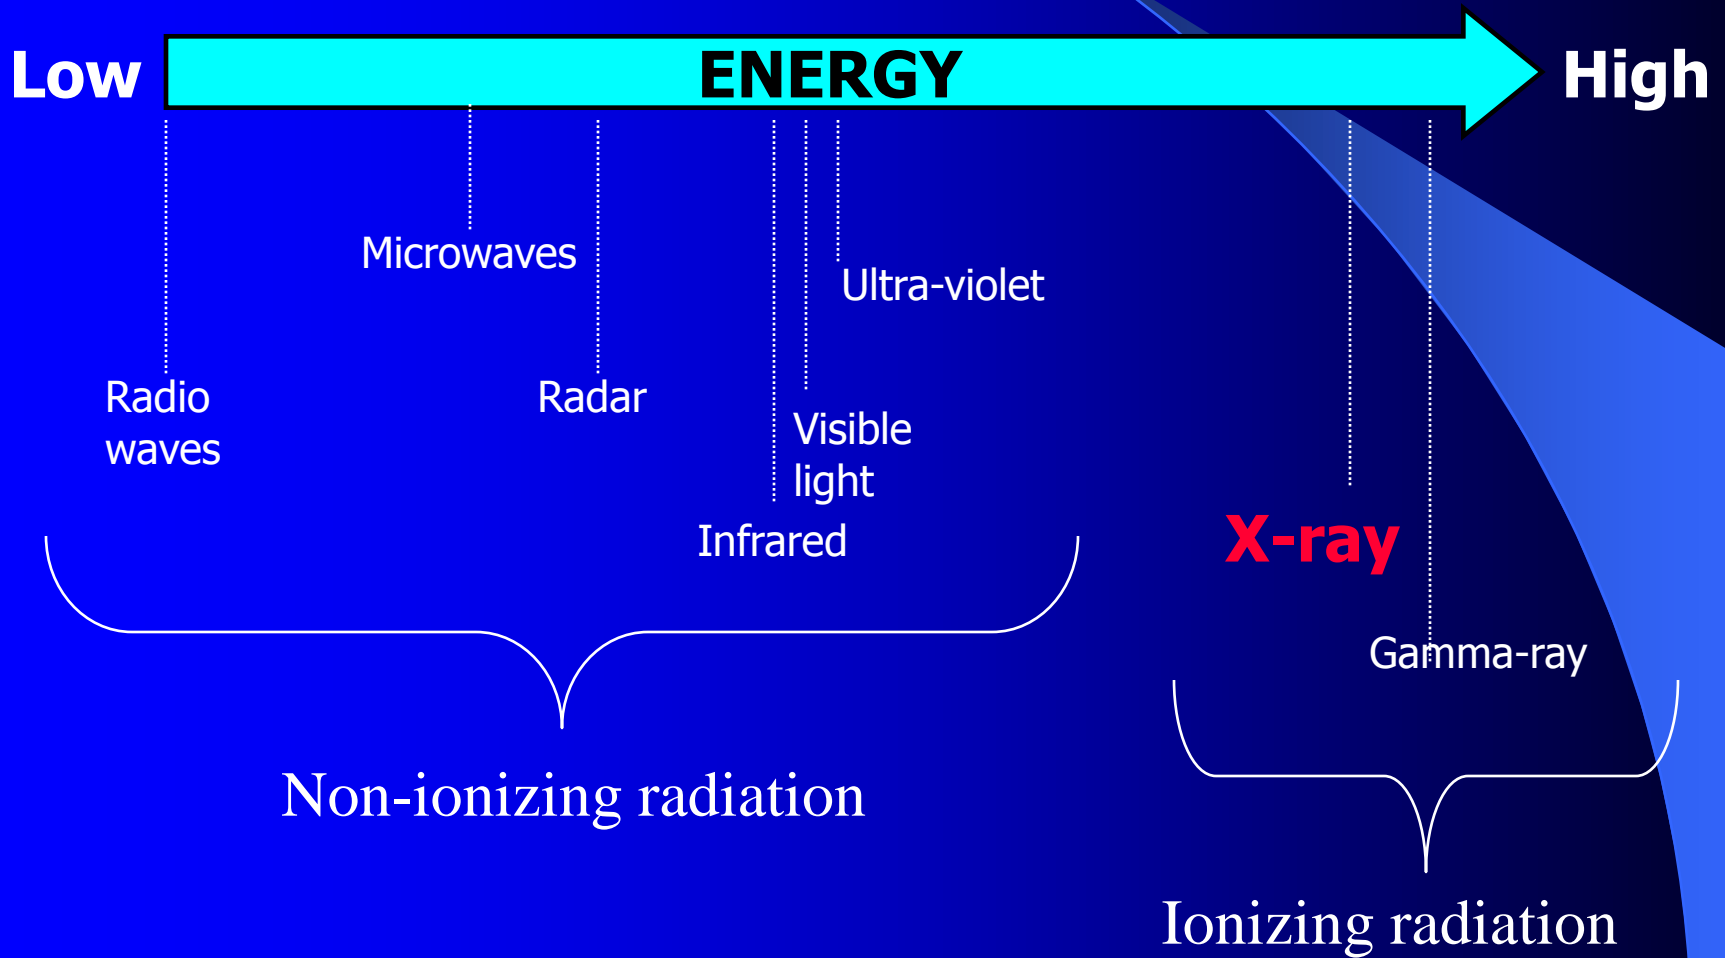 Low
ENERGY
High
Microwaves
Ultra-violet
Radio
waves
Radar
Visible
light
Infrared
X-ray
Gamma-ray
Non-ionizing radiation
Ionizing radiation